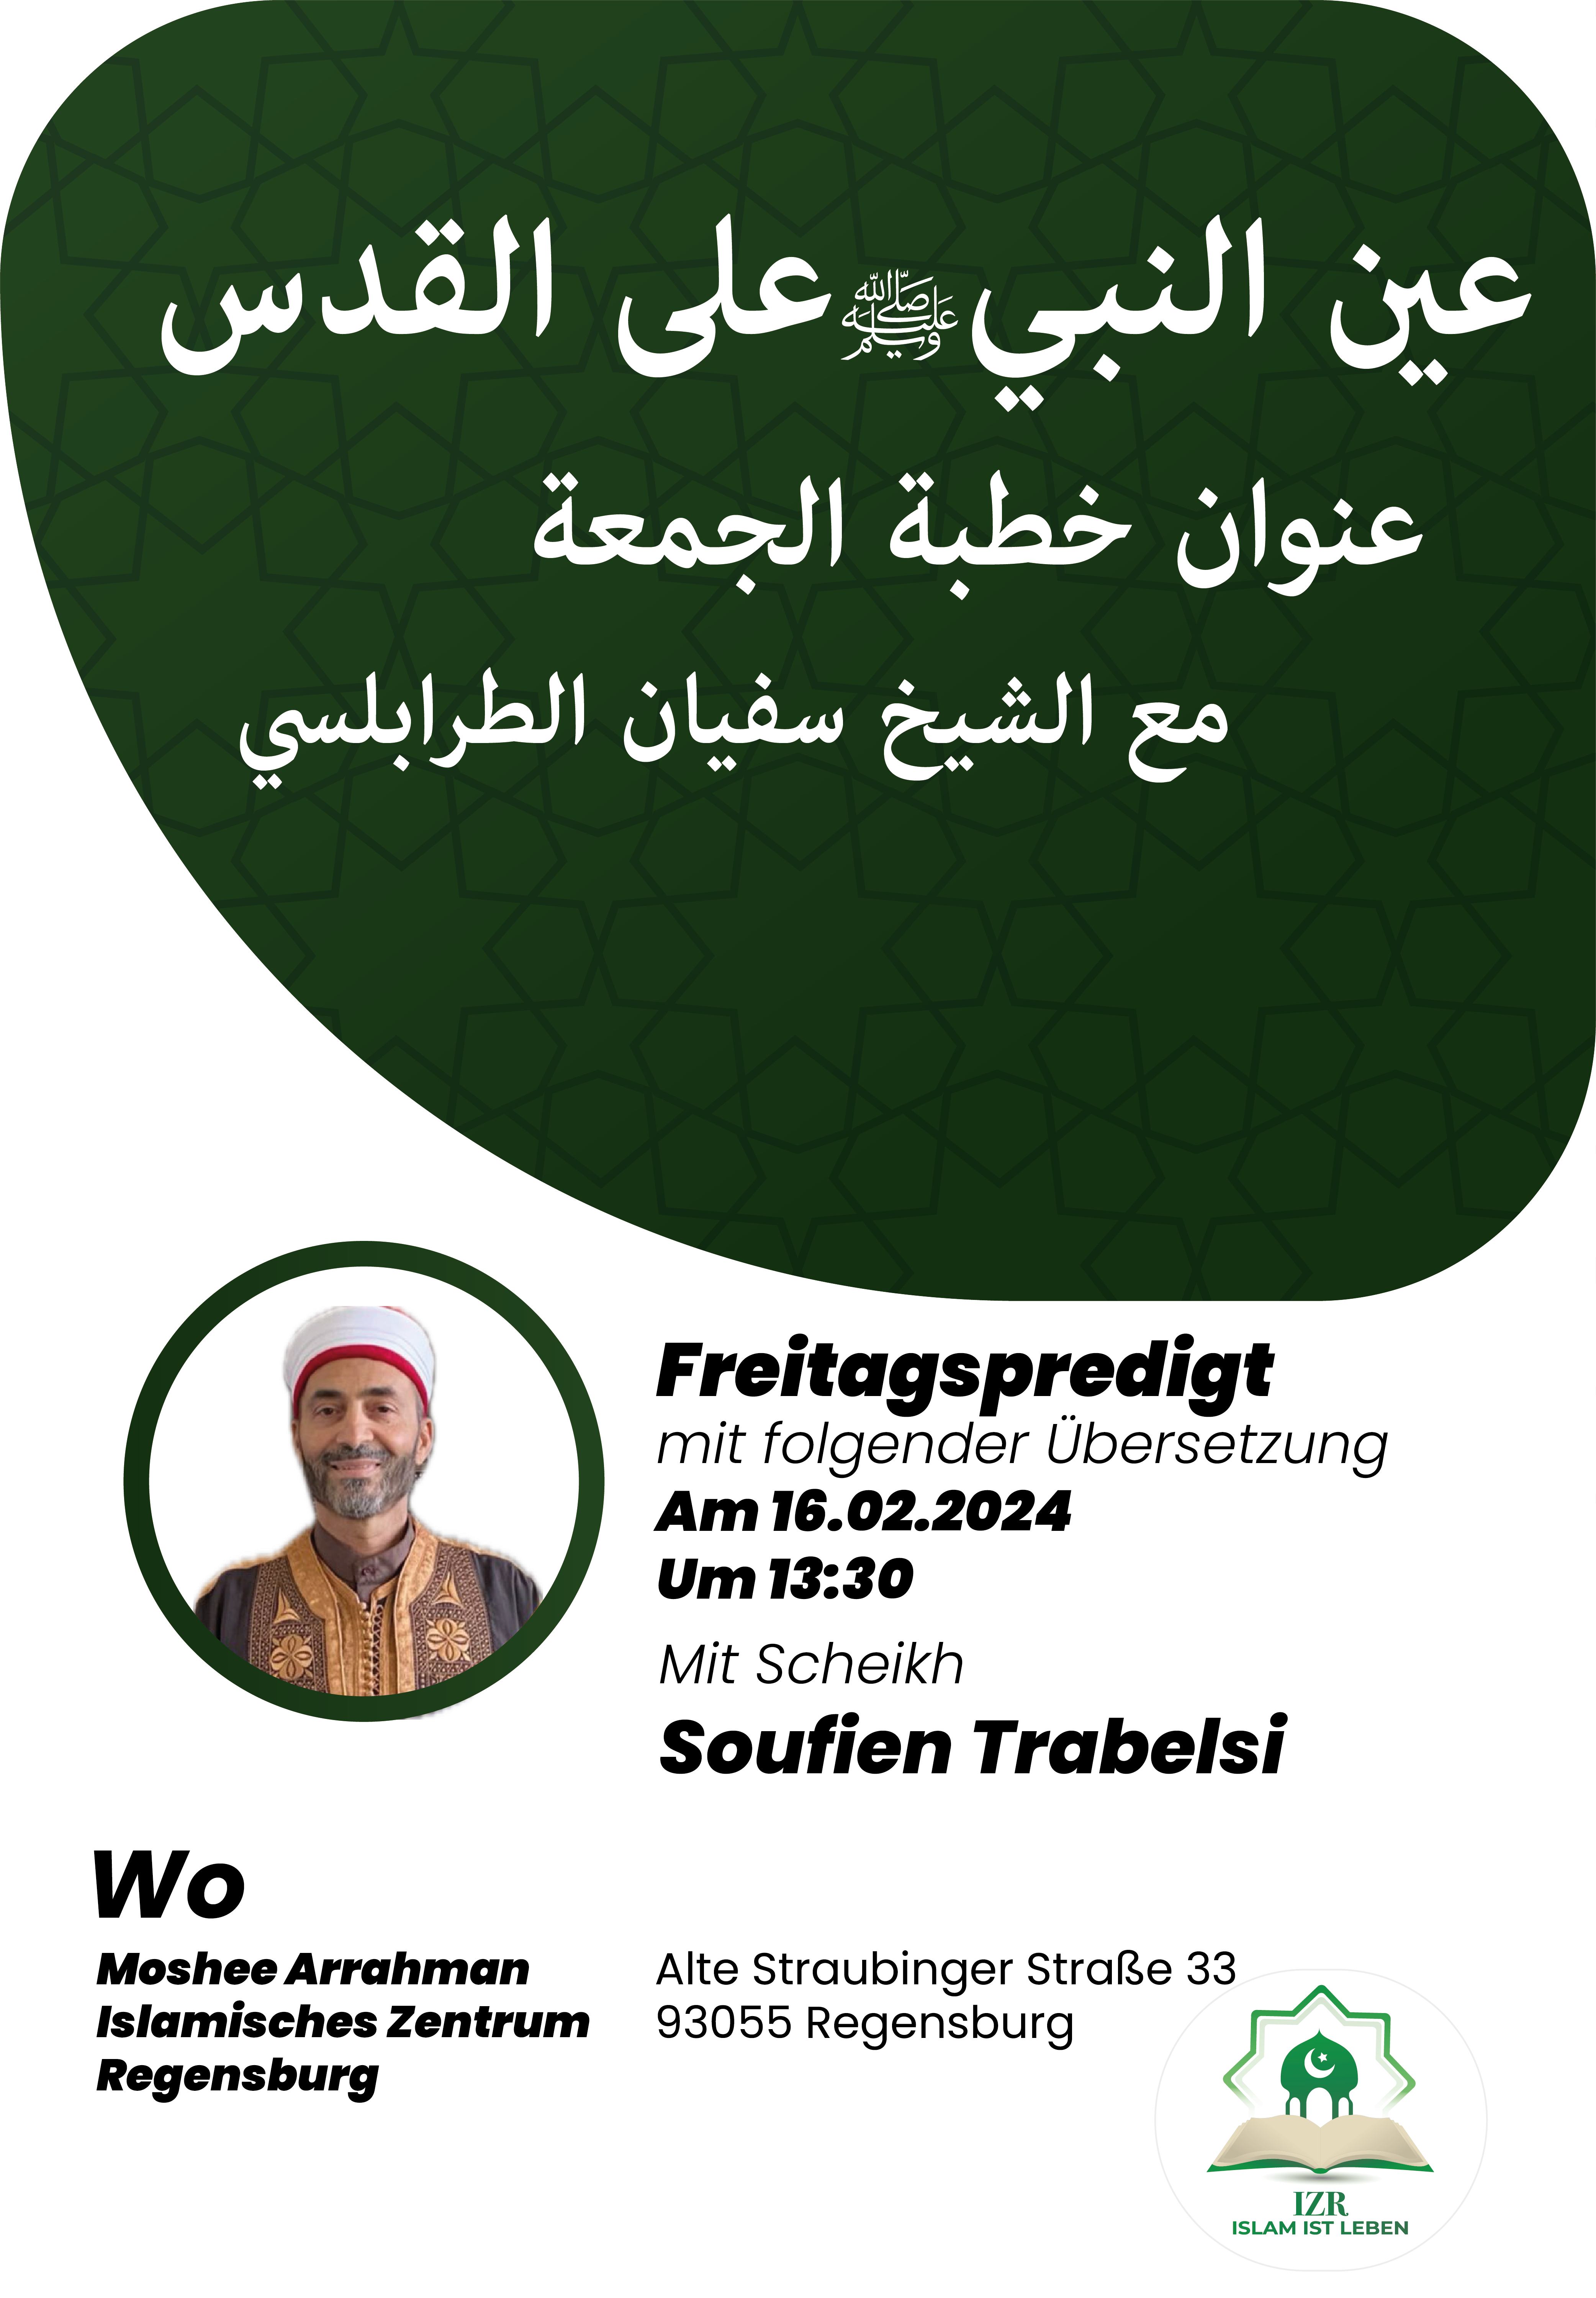 عين النبي ﷺ على القدس
عنوان خطبة الجمعة
مع الشيخ سفيان الطرابلسي
Freitagspredigt
mit folgender Übersetzung
Am 16.02.2024
Um 13:30
Mit Scheikh
Soufien Trabelsi
Wo
Moshee Arrahman
Islamisches Zentrum
Regensburg
Alte Straubinger Straße 33
93055 Regensburg
IZR
ISLAM IST LEBEN